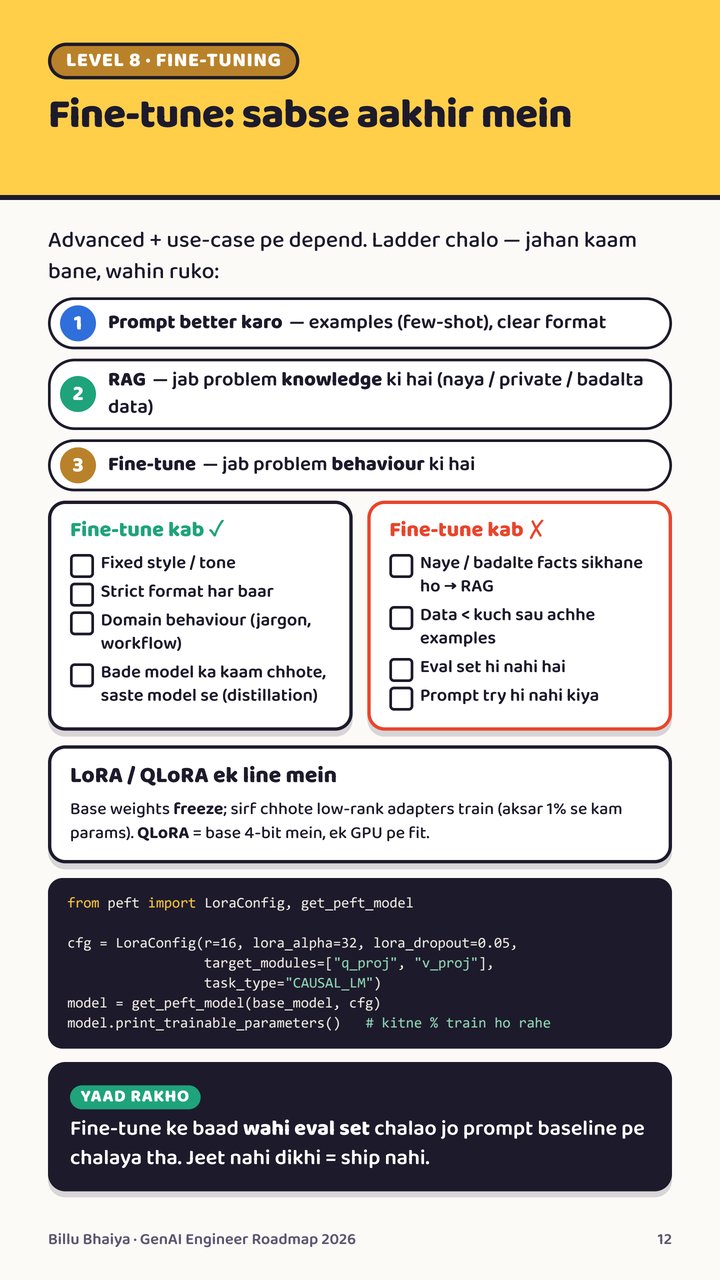 LEVEL 8 · FINE-TUNING
Fine-tune: sabse aakhir mein
Advanced + use-case pe depend. Ladder chalo — jahan kaam
bane, wahin ruko:
1 Prompt better karo — examples (few-shot), clear format
2 RAG — jab problem knowledge ki hai (naya / private / badalta
data)
3 Fine-tune — jab problem behaviour ki hai
Fine-tune kab ✓
Fixed style / tone
Strict format har baar
Domain behaviour (jargon,
workflow)
Bade model ka kaam chhote,
saste model se (distillation)
Fine-tune kab ✗
Naye / badalte facts sikhane
ho → RAG
Data < kuch sau achhe
examples
Eval set hi nahi hai
Prompt try hi nahi kiya
LoRA / QLoRA ek line mein
Base weights freeze; sirf chhote low-rank adapters train (aksar 1% se kam
params). QLoRA = base 4-bit mein, ek GPU pe fit.
from peft import LoraConfig, get_peft_model
cfg = LoraConfig(r=16, lora_alpha=32, lora_dropout=0.05,
target_modules=["q_proj", "v_proj"],
task_type="CAUSAL_LM")
model = get_peft_model(base_model, cfg)
model.print_trainable_parameters()   # kitne % train ho rahe
YAAD RAKHO
Fine-tune ke baad wahi eval set chalao jo prompt baseline pe
chalaya tha. Jeet nahi dikhi = ship nahi.
Billu Bhaiya · GenAI Engineer Roadmap 2026
12